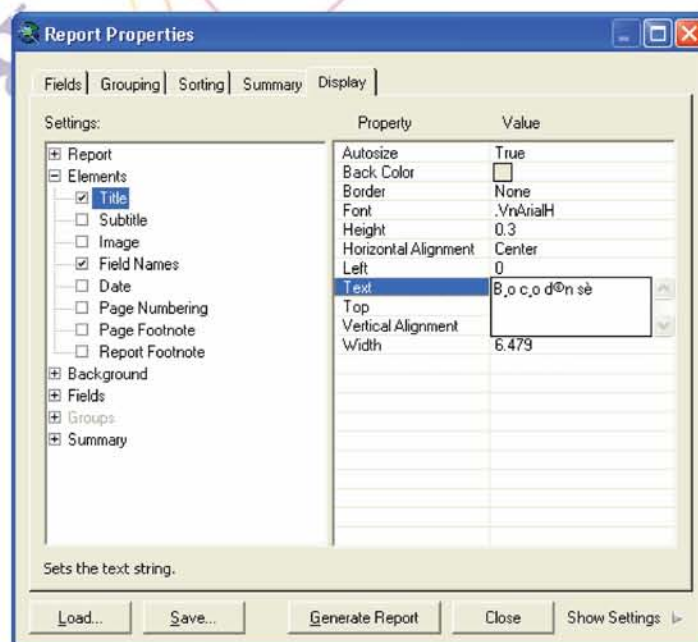 Report Properties
Fields Grouping Sorting Summary Display
Settings:
Property Value
Report
Elements
Title
Subtitle
Image
Field Names
Date
Page Numbering
Page Footnote
Report Footnote
Background
Fields
Groups
Summary
Autosize True
Back Color
Border None
Font .VnArialH
Height 0.3
Horizontal Alignment Center
Left 0
Text B¸o c¸o d©n sè
Top
Vertical Alignment
Width 6.479
Sets the text string.
Load... Save... Generate Report Close Show Settings